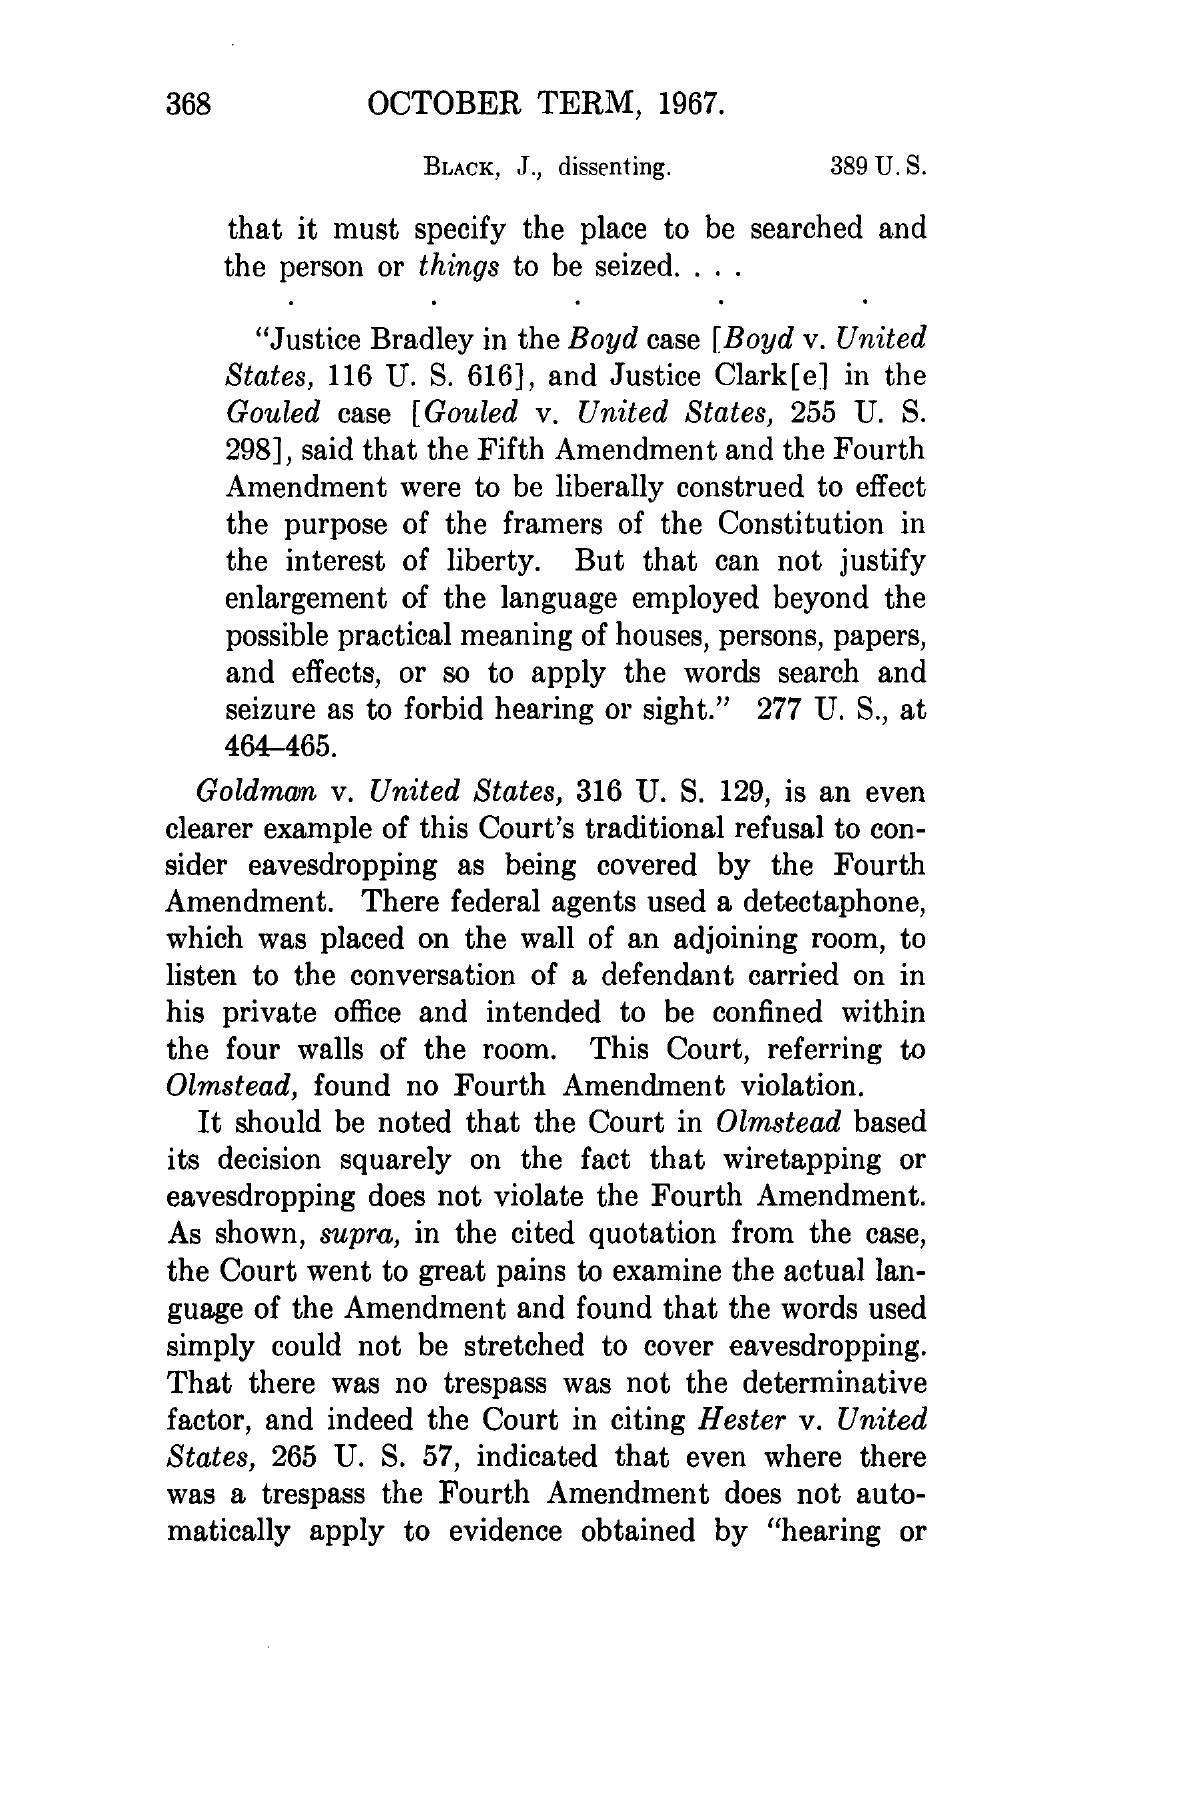 368 OCTOBER TERM, 1967.
BLACK, J., dissenting. 389 U. S.
that it must specify the place to be searched and
the person or things to be seized. . . .
. . . . .
“Justice Bradley in the Boyd case [Boyd v. United
States, 116 U. S. 616], and Justice Clark[e] in the
Gouled case [Gouled v. United States, 255 U. S.
298], said that the Fifth Amendment and the Fourth
Amendment were to be liberally construed to effect
the purpose of the framers of the Constitution in
the interest of liberty. But that can not justify
enlargement of the language employed beyond the
possible practical meaning of houses, persons, papers,
and effects, or so to apply the words search and
seizure as to forbid hearing or sight.” 277 U. S., at
464–465.
Goldman v. United States, 316 U. S. 129, is an even
clearer example of this Court’s traditional refusal to con-
sider eavesdropping as being covered by the Fourth
Amendment. There federal agents used a detectaphone,
which was placed on the wall of an adjoining room, to
listen to the conversation of a defendant carried on in
his private office and intended to be confined within
the four walls of the room. This Court, referring to
Olmstead, found no Fourth Amendment violation.
It should be noted that the Court in Olmstead based
its decision squarely on the fact that wiretapping or
eavesdropping does not violate the Fourth Amendment.
As shown, supra, in the cited quotation from the case,
the Court went to great pains to examine the actual lan-
guage of the Amendment and found that the words used
simply could not be stretched to cover eavesdropping.
That there was no trespass was not the determinative
factor, and indeed the Court in citing Hester v. United
States, 265 U. S. 57, indicated that even where there
was a trespass the Fourth Amendment does not auto-
matically apply to evidence obtained by “hearing or